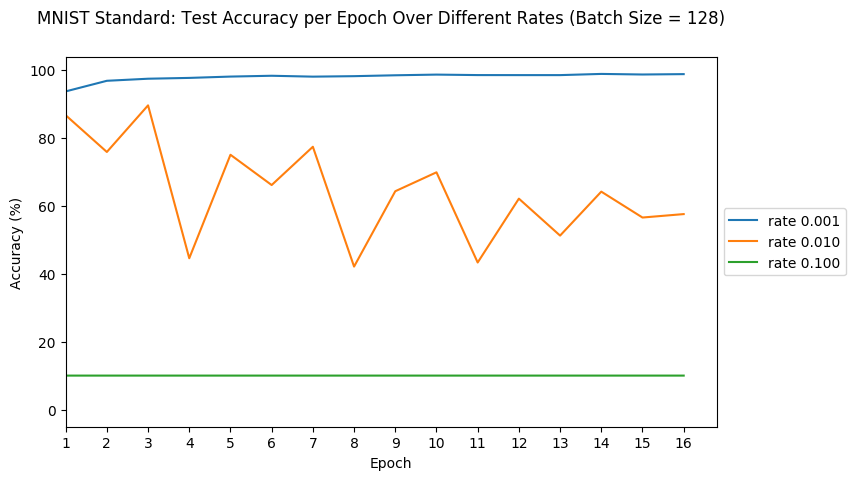 MNIST Standard: Test Accuracy per Epoch Over Different Rates (Batch Size = 128)
100
80
60
40
20
0
Accuracy (%)
1 2 3 4 5 6 7 8 9 10 11 12 13 14 15 16
Epoch
rate 0.001
rate 0.010
rate 0.100